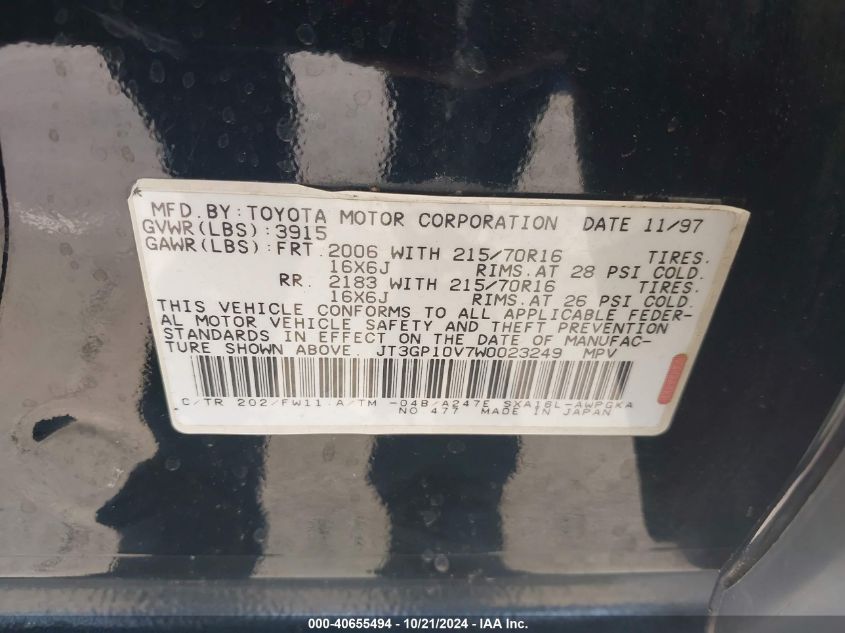 MFD.BY:TOYOTA MOTOR CORPORATION DATE 11/97
GVWR(LBS):3915
GAWR(LBS):FRT.2006 WITH 215/70R16 TIRES.
16X6J RIMS.AT 28 PSI COLD.
RR. 2183 WITH 215/70R16 TIRES.
16X6J RIMS.AT 26 PSI COLD.
THIS VEHICLE CONFORMS TO ALL APPLICABLE FEDER-
AL MOTOR VEHICLE SAFETY AND THEFT PREVENTION
STANDARDS IN EFFECT ON THE DATE OF MANUFAC-
TURE SHOWN ABOVE. JT3GP10V7W0023249 MPV
C/TR 202/FW11 A/TM -04B/A247E SXA16L-AWPGKA
NO 477 MADE IN JAPAN
000-40655494 - 10/21/2024 - IAA Inc.